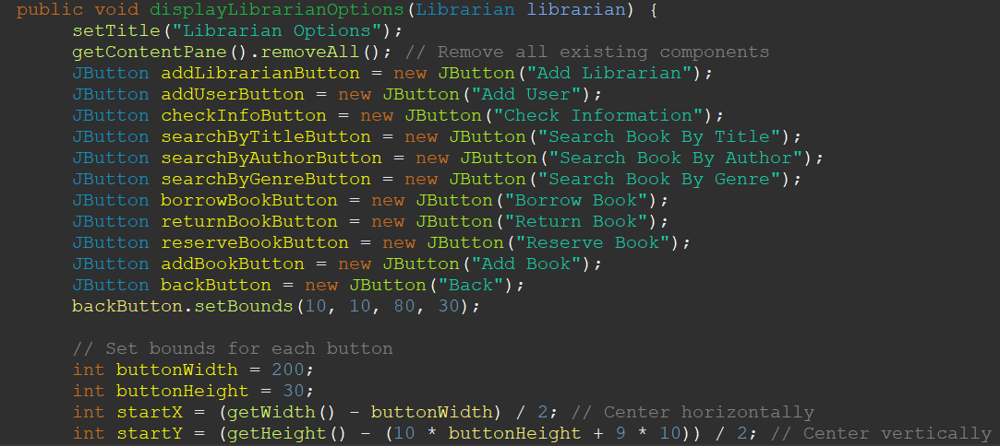 public void displayLibrarianOptions(Librarian librarian) {
setTitle("Librarian Options");
getContentPane().removeAll(); // Remove all existing components
JButton addLibrarianButton = new JButton("Add Librarian");
JButton addUserButton = new JButton("Add User");
JButton checkInfoButton = new JButton("Check Information");
JButton searchByTitleButton = new JButton("Search Book By Title");
JButton searchByAuthorButton = new JButton("Search Book By Author");
JButton searchByGenreButton = new JButton("Search Book By Genre");
JButton borrowBookButton = new JButton("Borrow Book");
JButton returnBookButton = new JButton("Return Book");
JButton reserveBookButton = new JButton("Reserve Book");
JButton addBookButton = new JButton("Add Book");
JButton backButton = new JButton("Back");
backButton.setBounds(10, 10, 80, 30);
// Set bounds for each button
int buttonWidth = 200;
int buttonHeight = 30;
int startX = (getWidth() - buttonWidth) / 2; // Center horizontally
int startY = (getHeight() - (10 * buttonHeight + 9 * 10)) / 2; // Center vertically